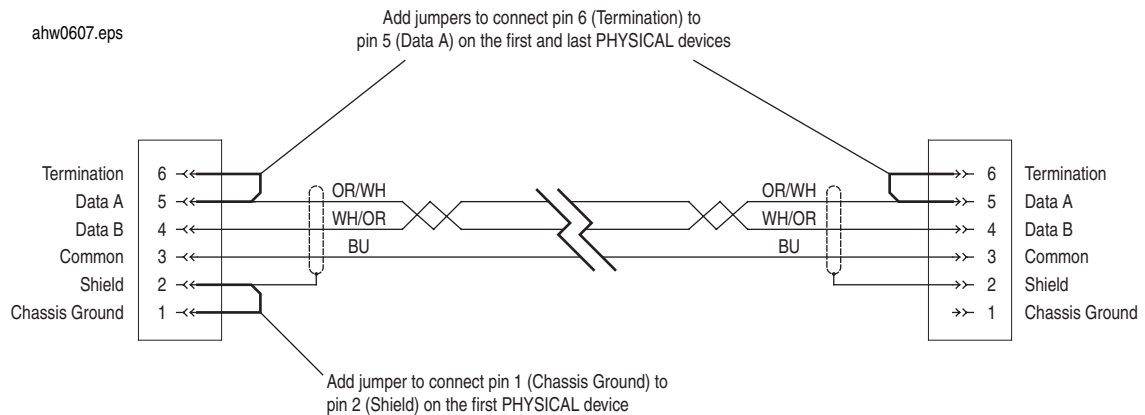 ahw0607.eps
Add jumpers to connect pin 6 (Termination) to
pin 5 (Data A) on the first and last PHYSICAL devices
Termination 6
Data A 5
Data B 4
Common 3
Shield 2
Chassis Ground 1
OR/WH
WH/OR
BU
OR/WH
WH/OR
BU
6 Termination
5 Data A
4 Data B
3 Common
2 Shield
1 Chassis Ground
Add jumper to connect pin 1 (Chassis Ground) to
pin 2 (Shield) on the first PHYSICAL device